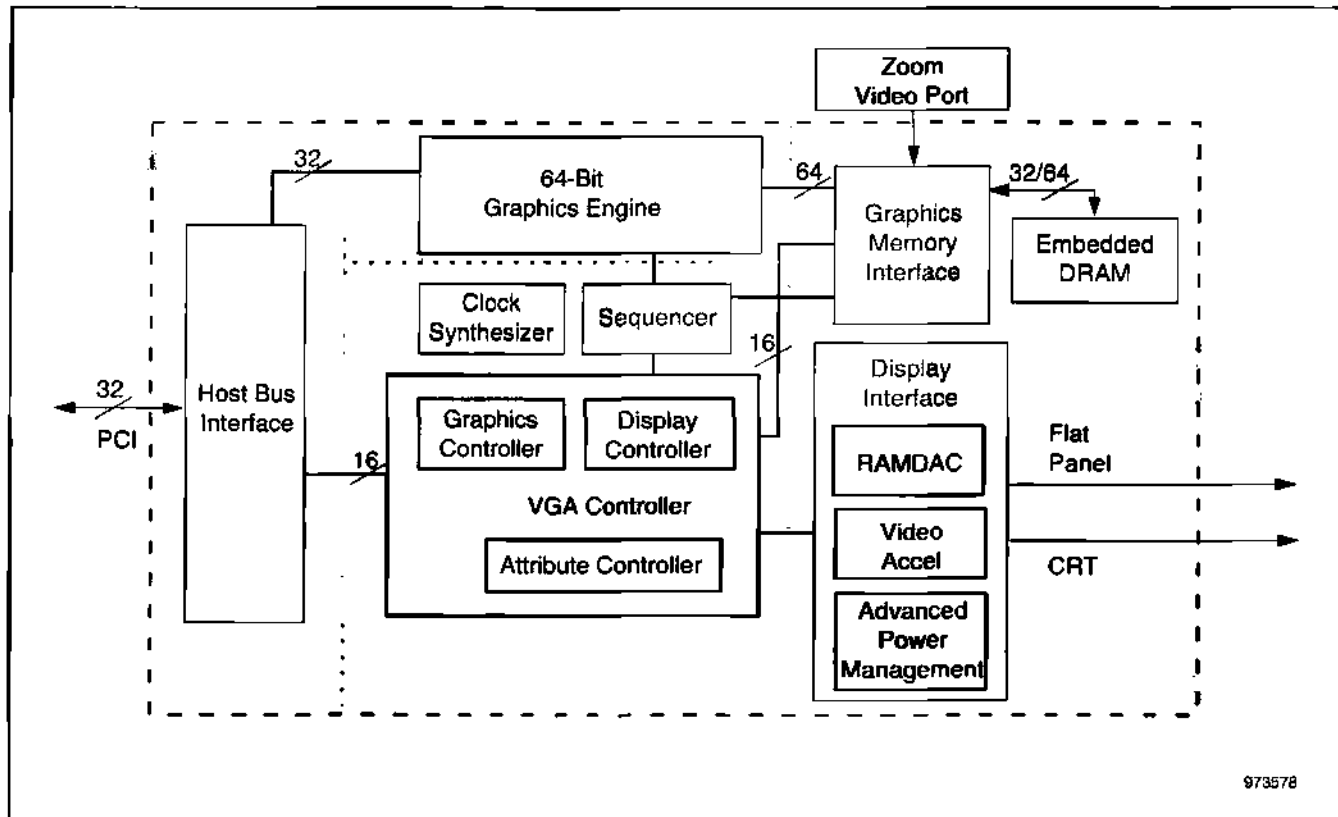 Zoom
Video Port
32
64-Bit
Graphics Engine
64
Graphics
Memory
Interface
32/64
Embedded
DRAM
Clock
Synthesizer
Sequencer
16
32
PCI
Host Bus
Interface
16
Graphics
Controller
Display
Controller
VGA Controller
Attribute Controller
Display
Interface
RAMDAC
Video
Accel
Advanced
Power
Management
Flat
Panel
CRT
973578